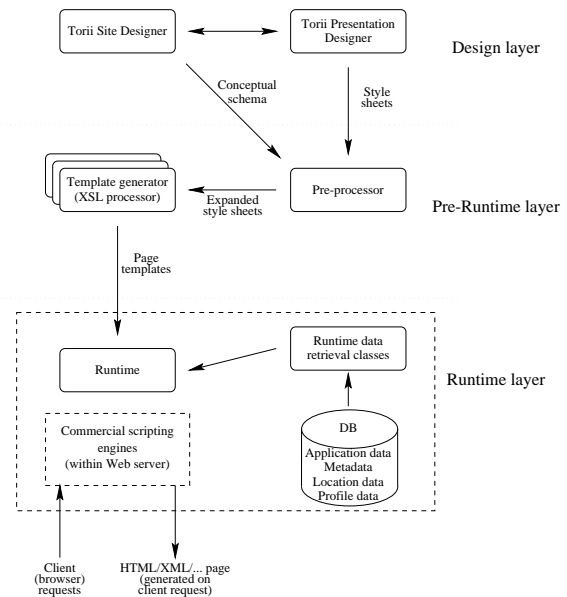 Torii Site Designer
Torii Presentation
Designer
Design layer
Conceptual
schema
Style
sheets
Template generator
(XSL processor)
Expanded
style sheets
Pre-processor
Pre-Runtime layer
Page
templates
Runtime
Runtime data
retrieval classes
Runtime layer
Commercial scripting
engines
(within Web server)
DB
Application data
Metadata
Location data
Profile data
Client
(browser)
requests
HTML/XML/... page
(generated on
client request)